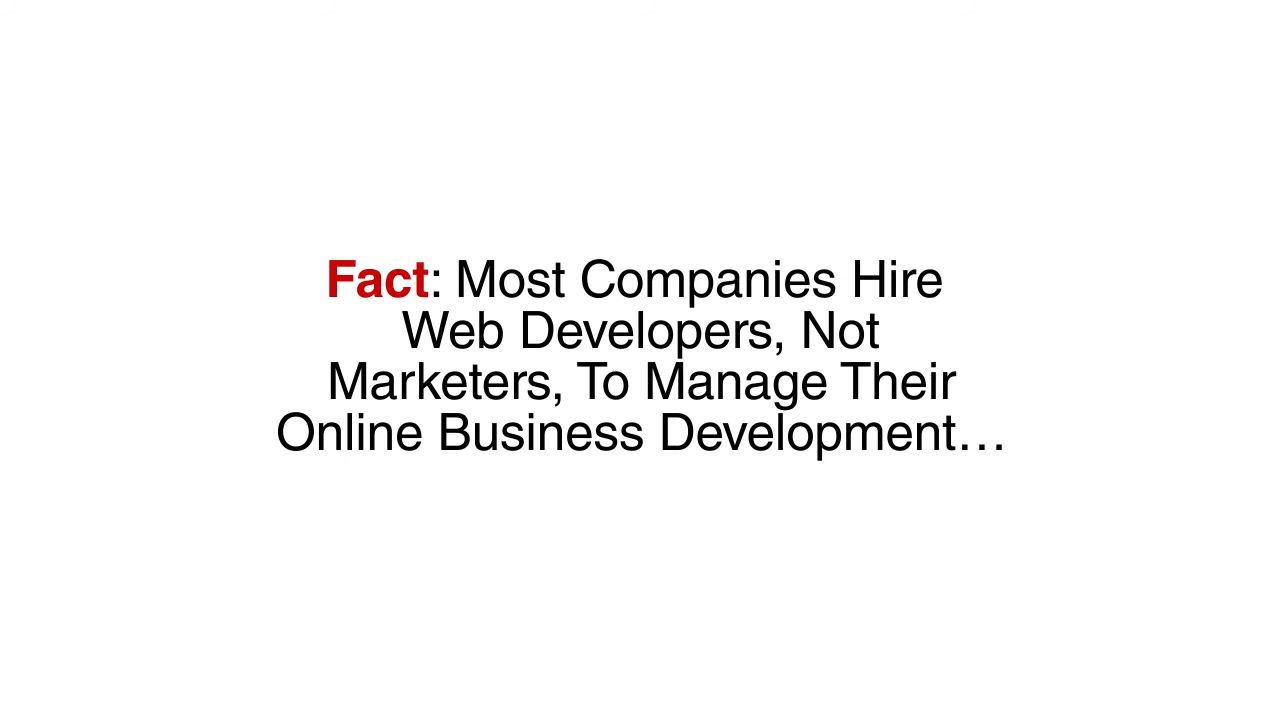 Fact: Most Companies Hire
Web Developers, Not
Marketers, To Manage Their
Online Business Development…